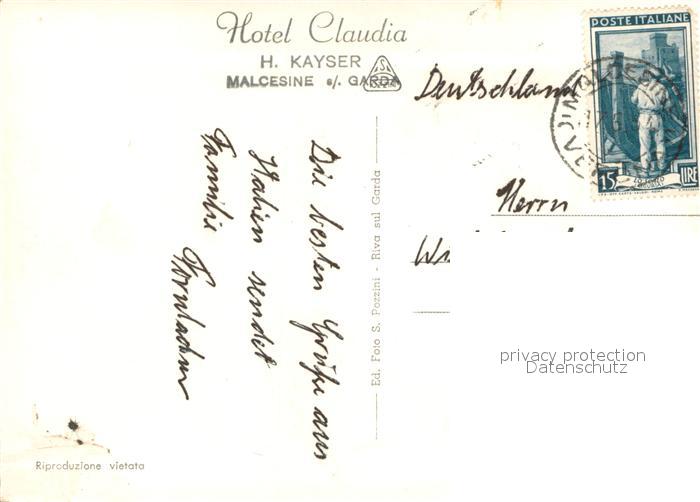 Hotel Claudia
H. KAYSER
MALCESINE s/. GARDA
Die besten Grüße aus
Italien sendet
Familie
Ed. Foto S. Pozzini - Riva sul Garda
Riproduzione vietata
Deutschland
Herrn
POSTE ITALIANE
15 LIRE
MALCESINE
privacy protection
Datenschutz